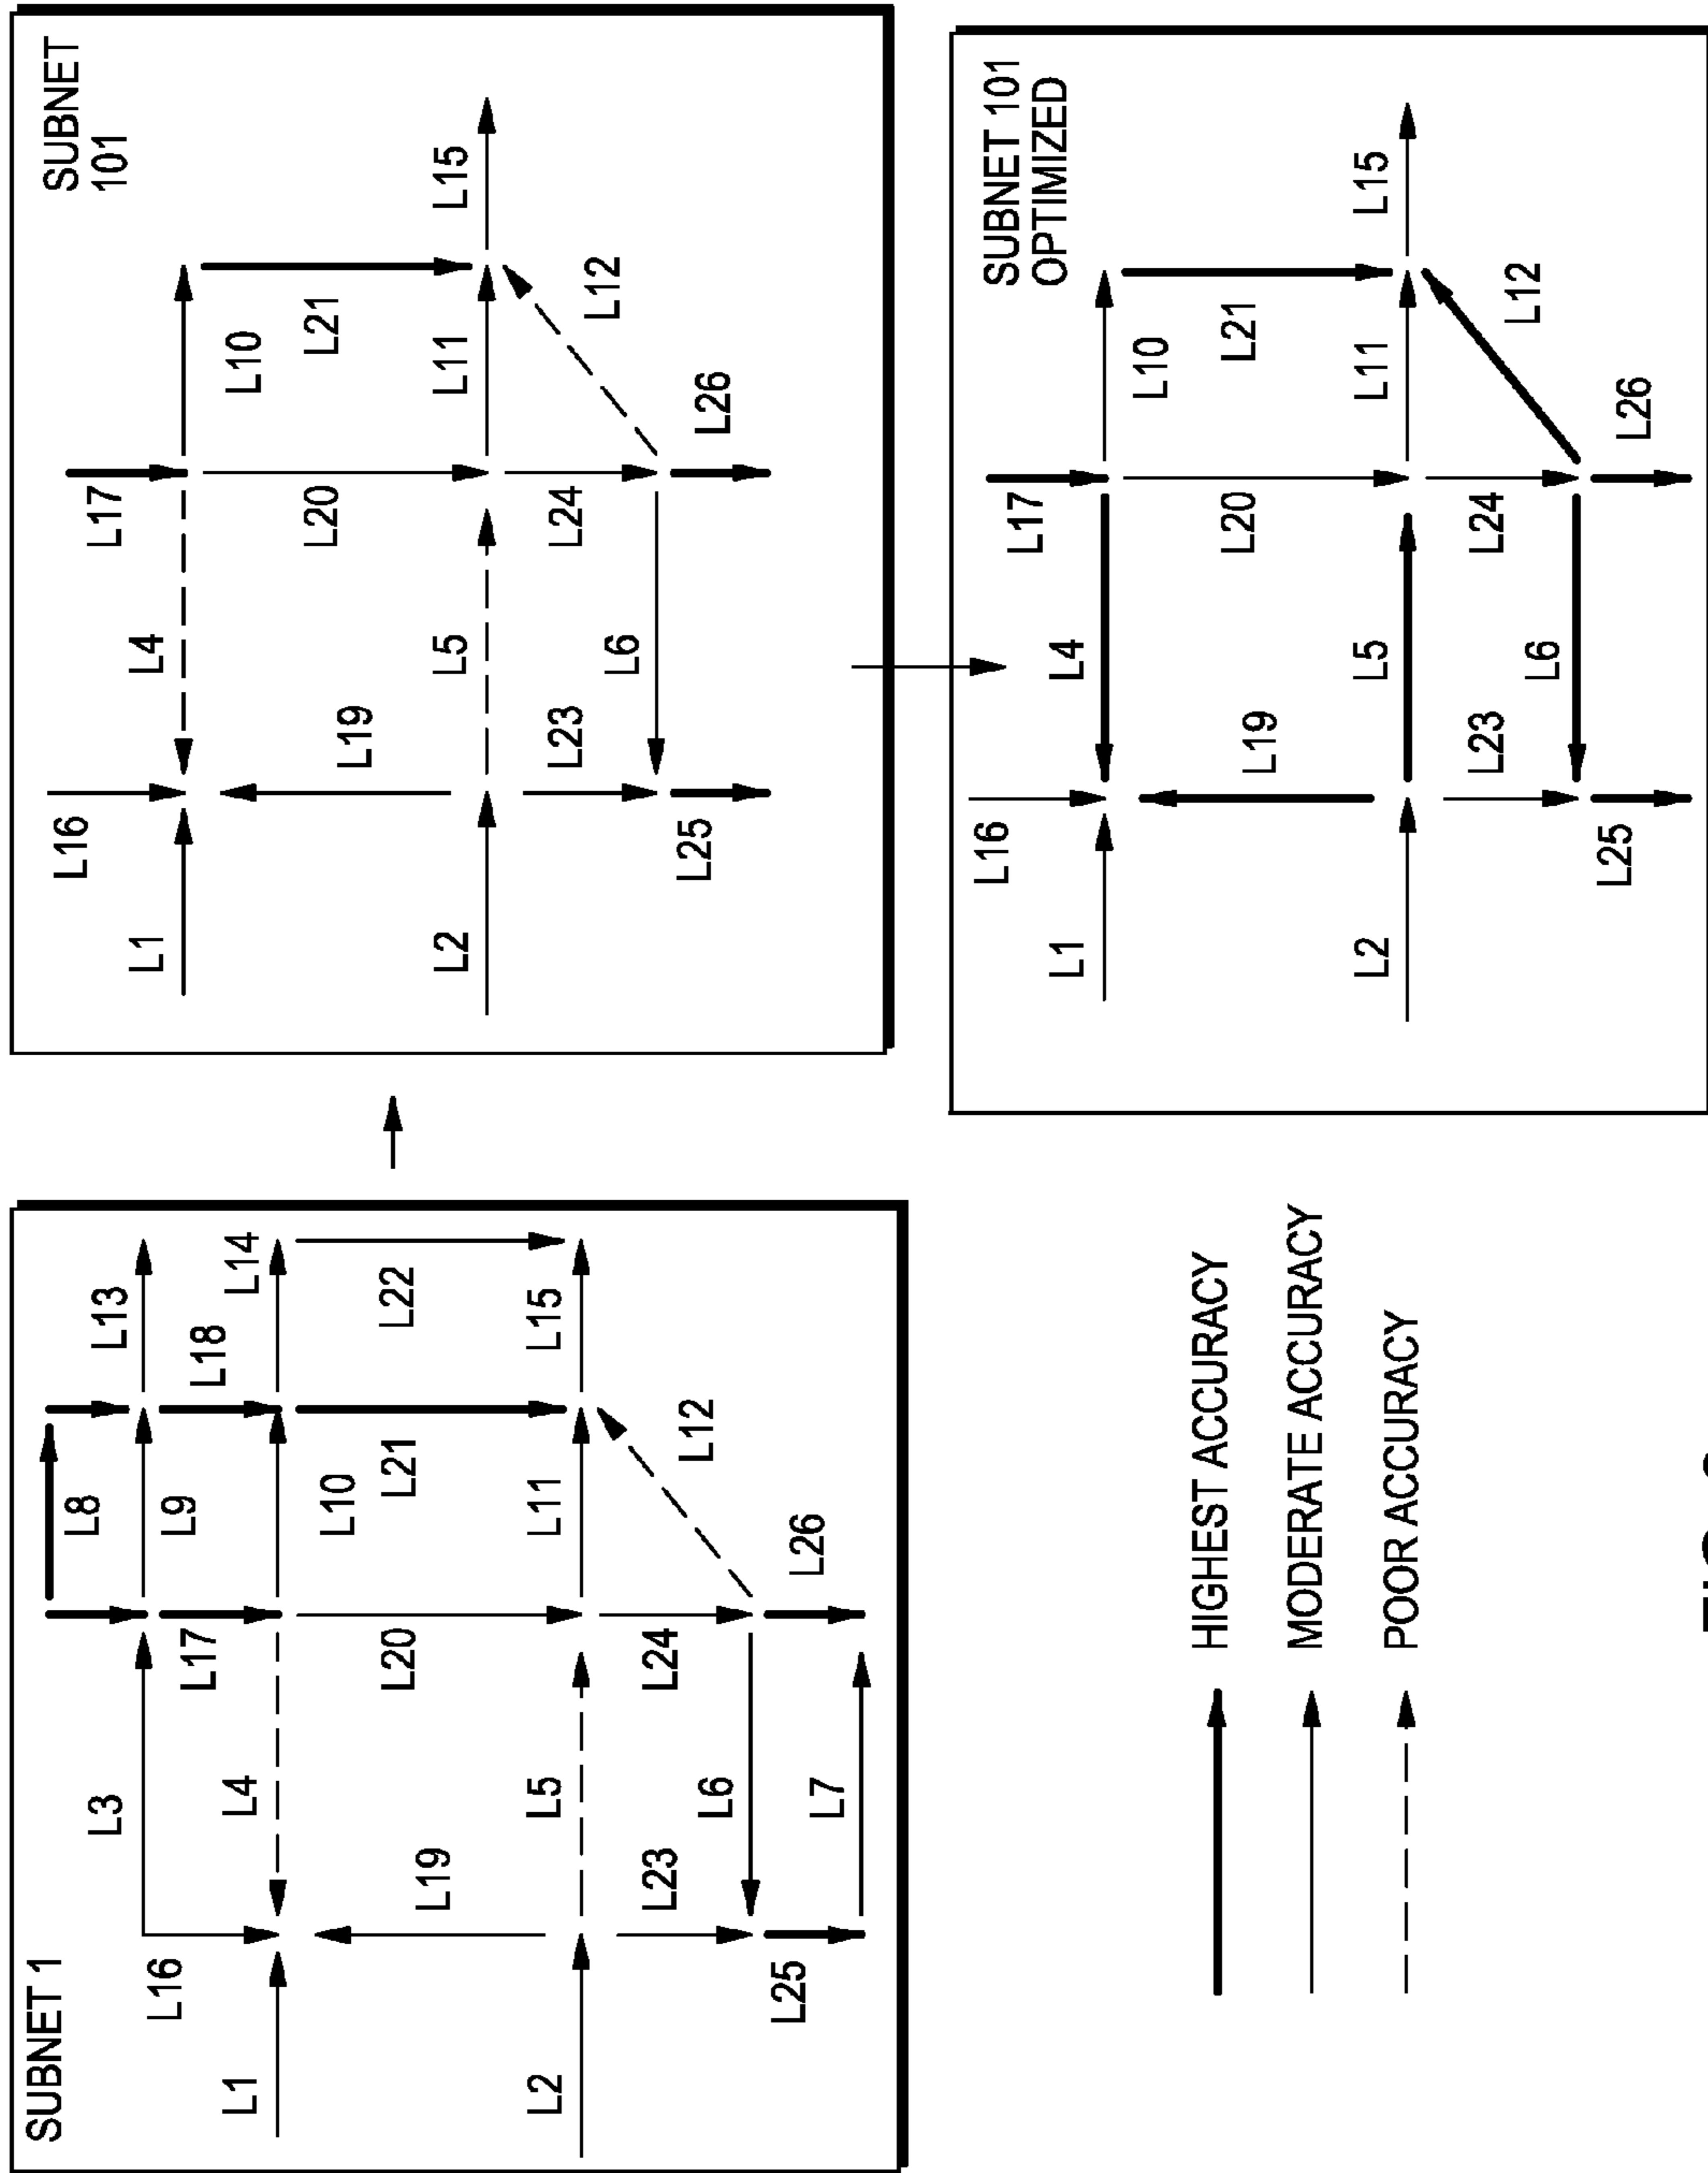 SUBNET 1
L8
L13
L3
L9
L16
L17
L18
L14
L1
L4
L10
L19
L20
L21
L22
L2
L5
L11
L15
L23
L24
L12
L6
L25
L26
L7
SUBNET
101
L16
L17
L1
L4
L10
L19
L20
L21
L2
L5
L11
L15
L23
L24
L12
L6
L25
L26
HIGHEST ACCURACY
MODERATE ACCURACY
POOR ACCURACY
SUBNET 101
OPTIMIZED
L16
L17
L1
L4
L10
L19
L20
L21
L2
L5
L11
L15
L23
L24
L12
L6
L25
L26